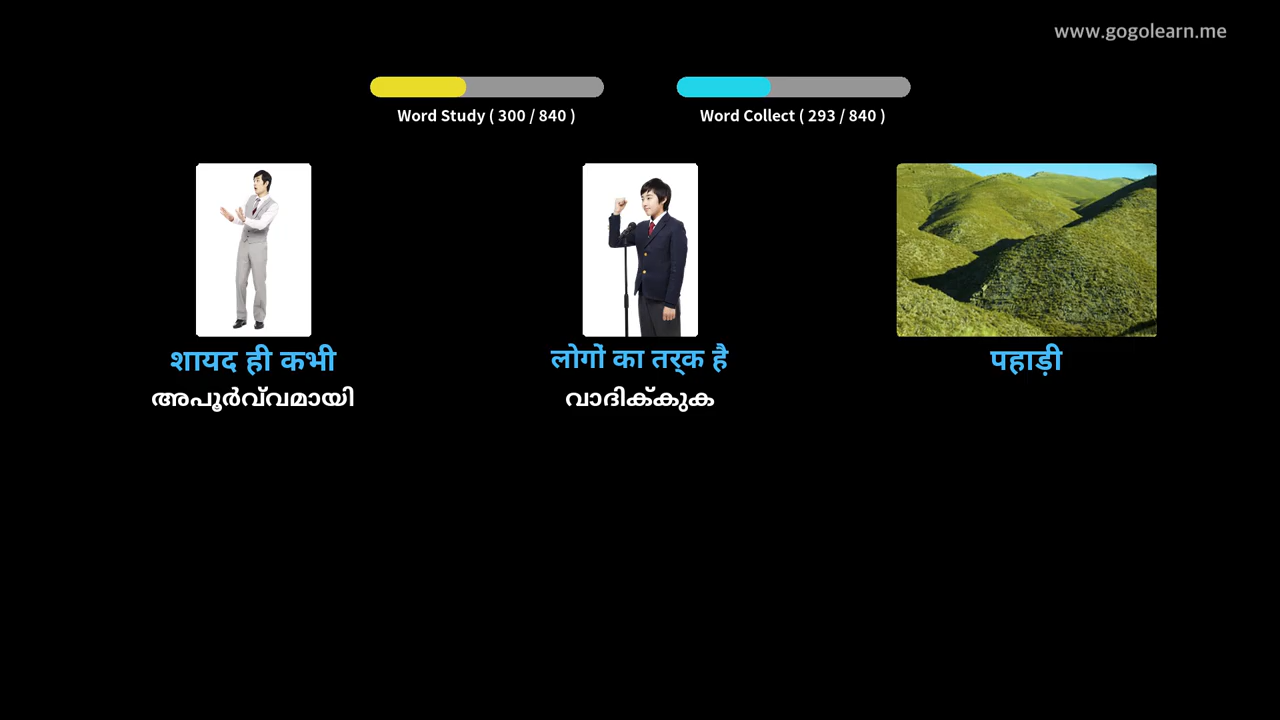 www.gogolearn.me
Word Study ( 300 / 840 )
Word Collect ( 293 / 840 )
शायद ही कभी
लोगों का तर्क है
पहाड़ी
അപൂർവ്വമായി
വാദിക്കുക